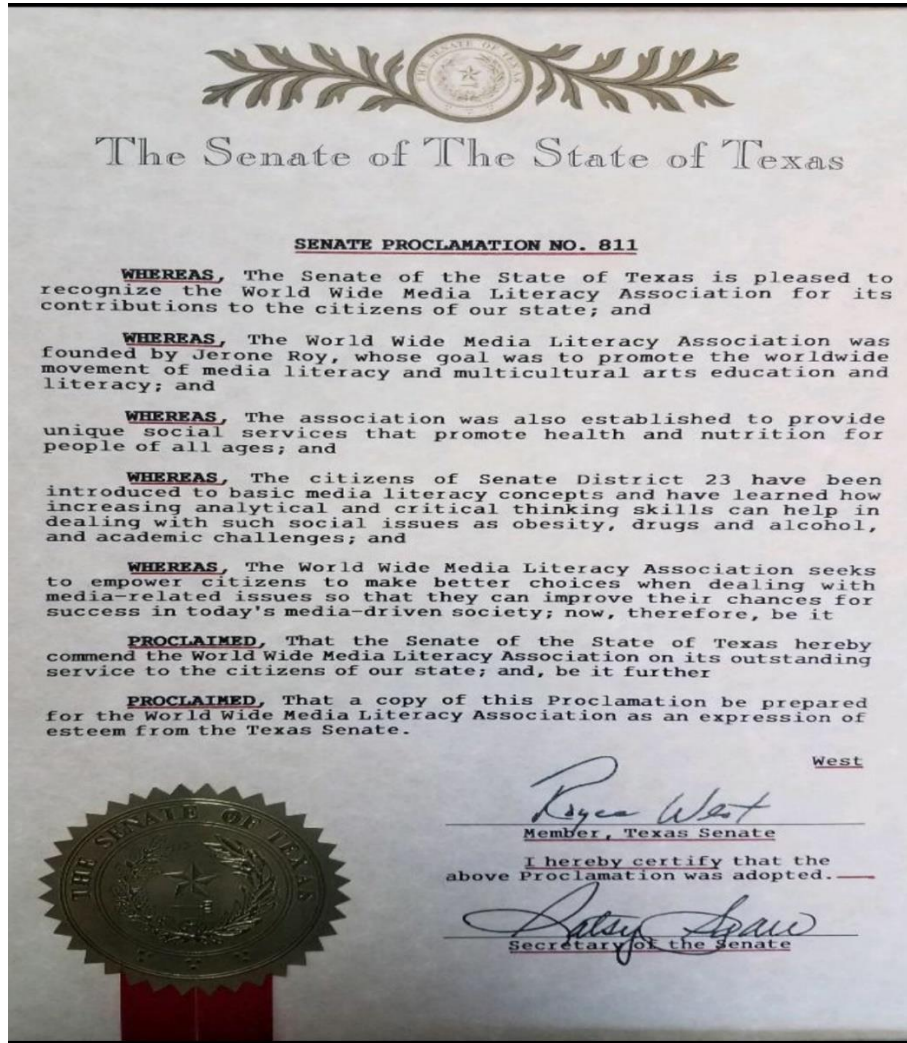 THE SENATE OF TEXAS
The Senate of The State of Texas
SENATE PROCLAMATION NO. 811
WHEREAS, The Senate of the State of Texas is pleased to
recognize the World Wide Media Literacy Association for its
contributions to the citizens of our state; and
WHEREAS, The World Wide Media Literacy Association was
founded by Jerone Roy, whose goal was to promote the worldwide
movement of media literacy and multicultural arts education and
literacy; and
WHEREAS, The association was also established to provide
unique social services that promote health and nutrition for
people of all ages; and
WHEREAS, The citizens of Senate District 23 have been
introduced to basic media literacy concepts and have learned how
increasing analytical and critical thinking skills can help in
dealing with such social issues as obesity, drugs and alcohol,
and academic challenges; and
WHEREAS, The World Wide Media Literacy Association seeks
to empower citizens to make better choices when dealing with
media-related issues so that they can improve their chances for
success in today's media-driven society; now, therefore, be it
PROCLAIMED, That the Senate of the State of Texas hereby
commend the World Wide Media Literacy Association on its outstanding
service to the citizens of our state; and, be it further
PROCLAIMED, That a copy of this Proclamation be prepared
for the World Wide Media Literacy Association as an expression of
esteem from the Texas Senate.
West
Royce West
Member, Texas Senate
I hereby certify that the
above Proclamation was adopted.
Patsy Spaw
Secretary of the Senate
THE SENATE OF TEXAS